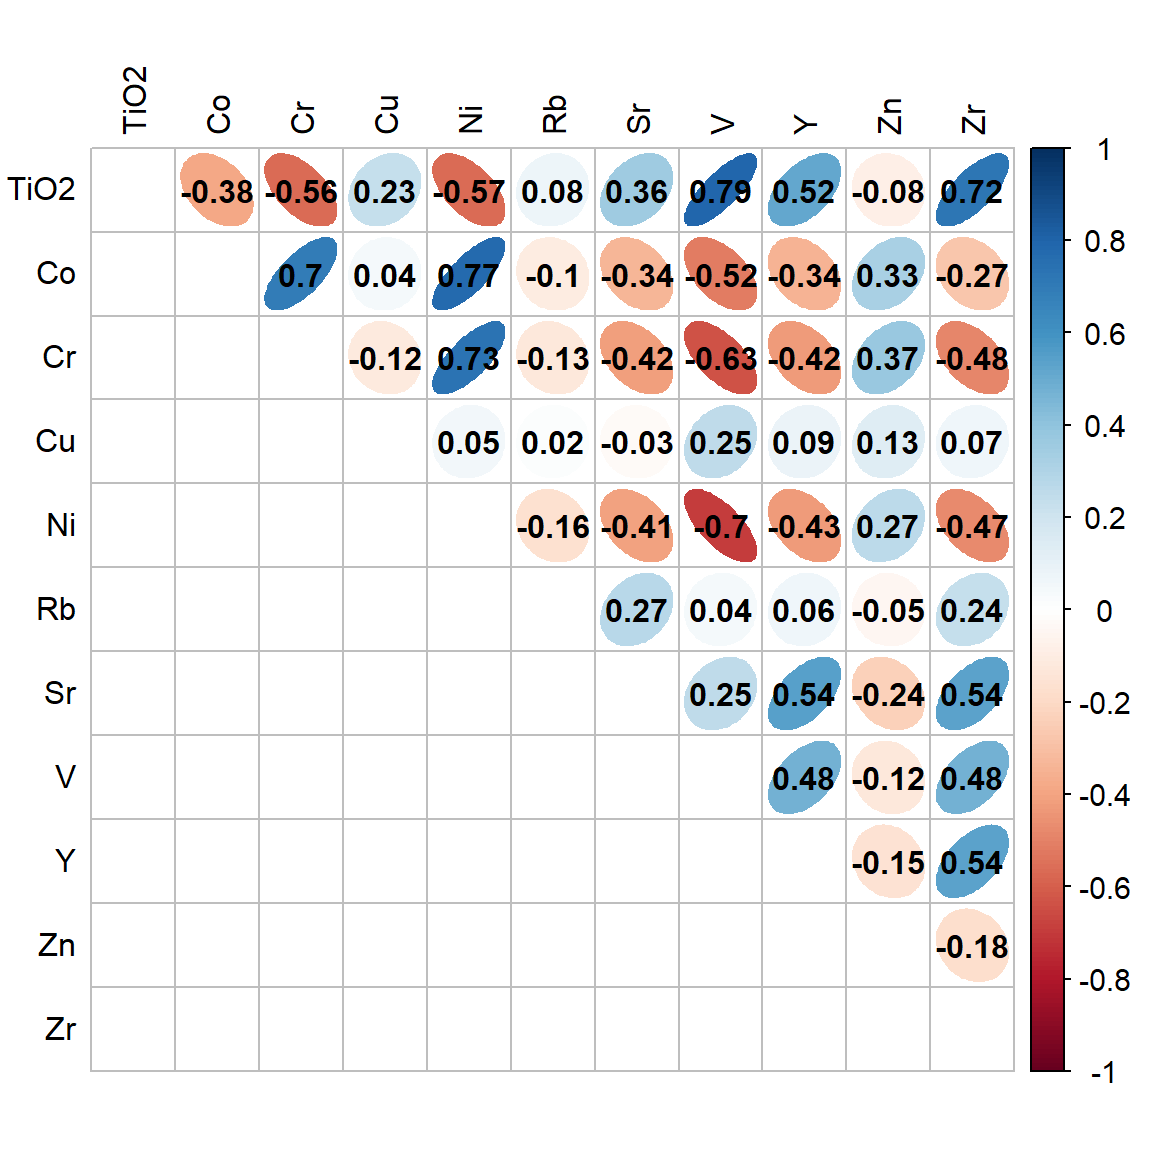 TiO2 Co Cr Cu Ni Rb Sr V Y Zn Zr
TiO2 -0.38 -0.56 0.23 -0.57 0.08 0.36 0.79 0.52 -0.08 0.72
Co 0.7 0.04 0.77 -0.1 -0.34 -0.52 -0.34 0.33 -0.27
Cr -0.12 0.73 -0.13 -0.42 -0.63 -0.42 0.37 -0.48
Cu 0.05 0.02 -0.03 0.25 0.09 0.13 0.07
Ni -0.16 -0.41 -0.7 -0.43 0.27 -0.47
Rb 0.27 0.04 0.06 -0.05 0.24
Sr 0.25 0.54 -0.24 0.54
V 0.48 -0.12 0.48
Y -0.15 0.54
Zn -0.18
Zr
1
0.8
0.6
0.4
0.2
0
-0.2
-0.4
-0.6
-0.8
-1